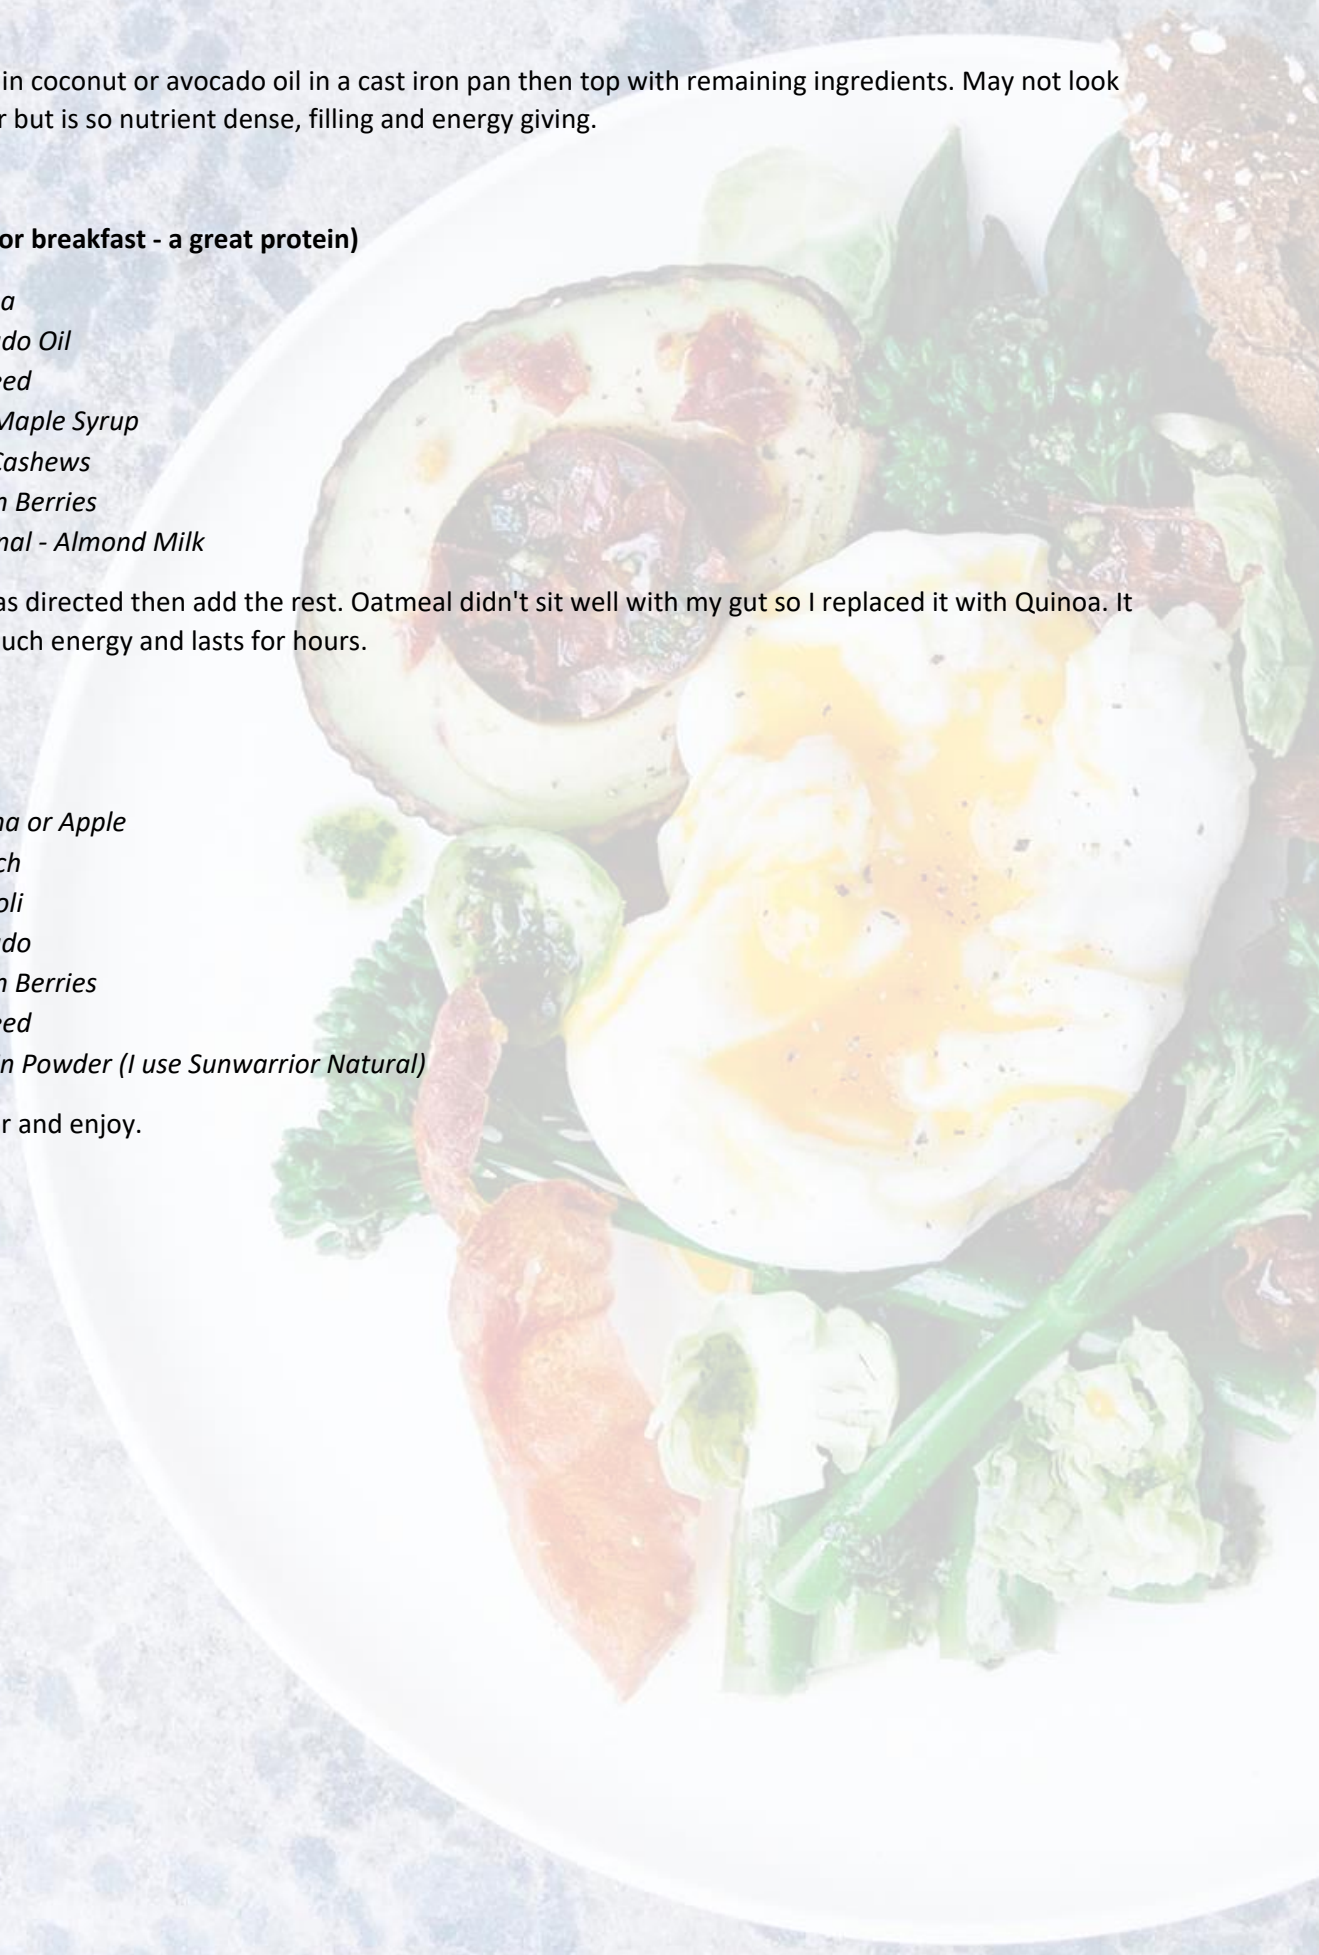 in coconut or avocado oil in a cast iron pan then top with remaining ingredients. May not look
r but is so nutrient dense, filling and energy giving.
or breakfast - a great protein)
a
do Oil
eed
Maple Syrup
Cashews
n Berries
nal - Almond Milk
as directed then add the rest. Oatmeal didn't sit well with my gut so I replaced it with Quinoa. It
uch energy and lasts for hours.
na or Apple
ch
oli
do
n Berries
eed
n Powder (I use Sunwarrior Natural)
r and enjoy.